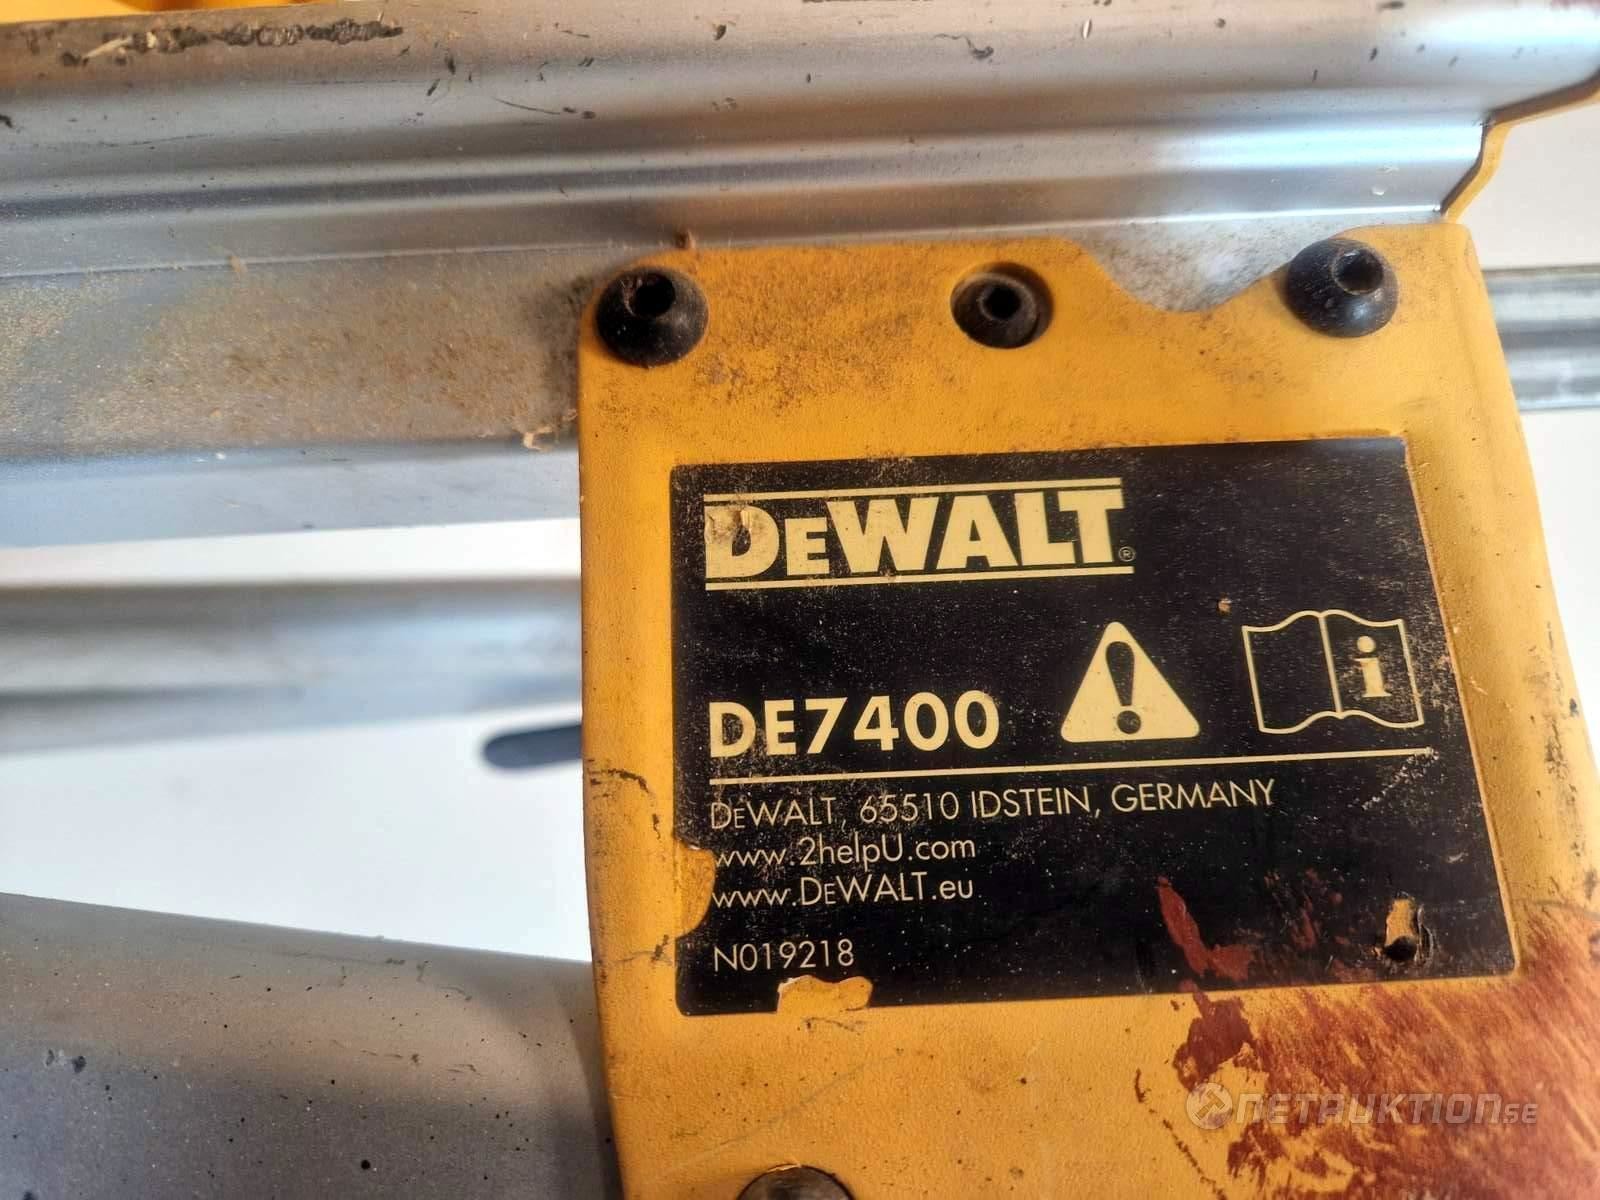 DEWALT®
DE7400
DEWALT, 65510 IDSTEIN, GERMANY
www.2helpU.com
www.DEWALT.eu
N019218
NETAUKTION.SE